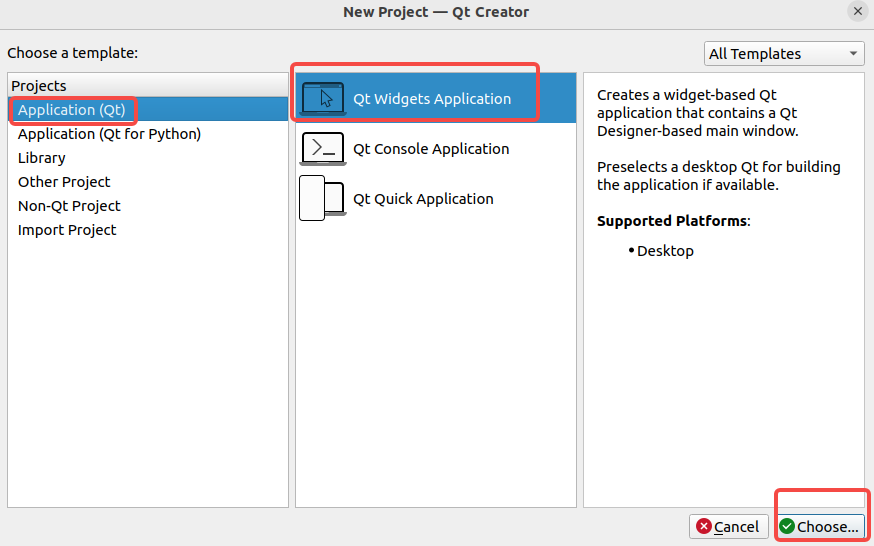 New Project — Qt Creator
Choose a template:
All Templates
Projects
Application (Qt)
Application (Qt for Python)
Library
Other Project
Non-Qt Project
Import Project
Qt Widgets Application
Qt Console Application
Qt Quick Application
Creates a widget-based Qt
application that contains a Qt
Designer-based main window.
Preselects a desktop Qt for building
the application if available.
Supported Platforms:
•Desktop
Cancel
Choose...